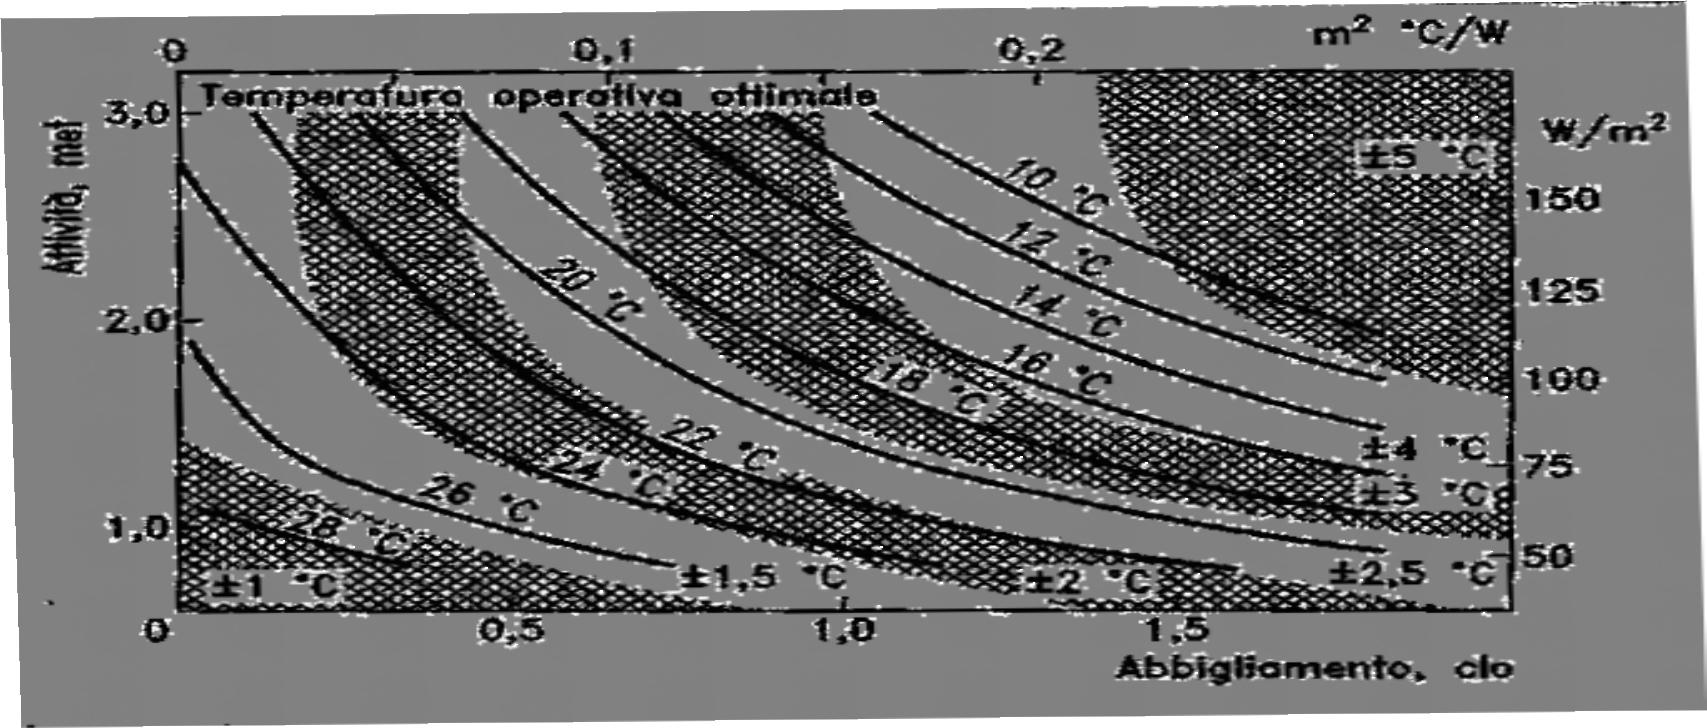 0 0,1 0,2 m² °C/W
Temperatura operativa ottimale
3,0
W/m²
Attività, met
±5 °C
10 °C
150
12 °C
20 °C
125
14 °C
2,0
16 °C
18 °C
100
22 °C
±4 °C
24 °C
75
26 °C
±3 °C
28 °C
1,0
50
±1 °C
±1,5 °C
±2 °C
±2,5 °C
0 0,5 1,0 1,5
Abbigliamento, clo